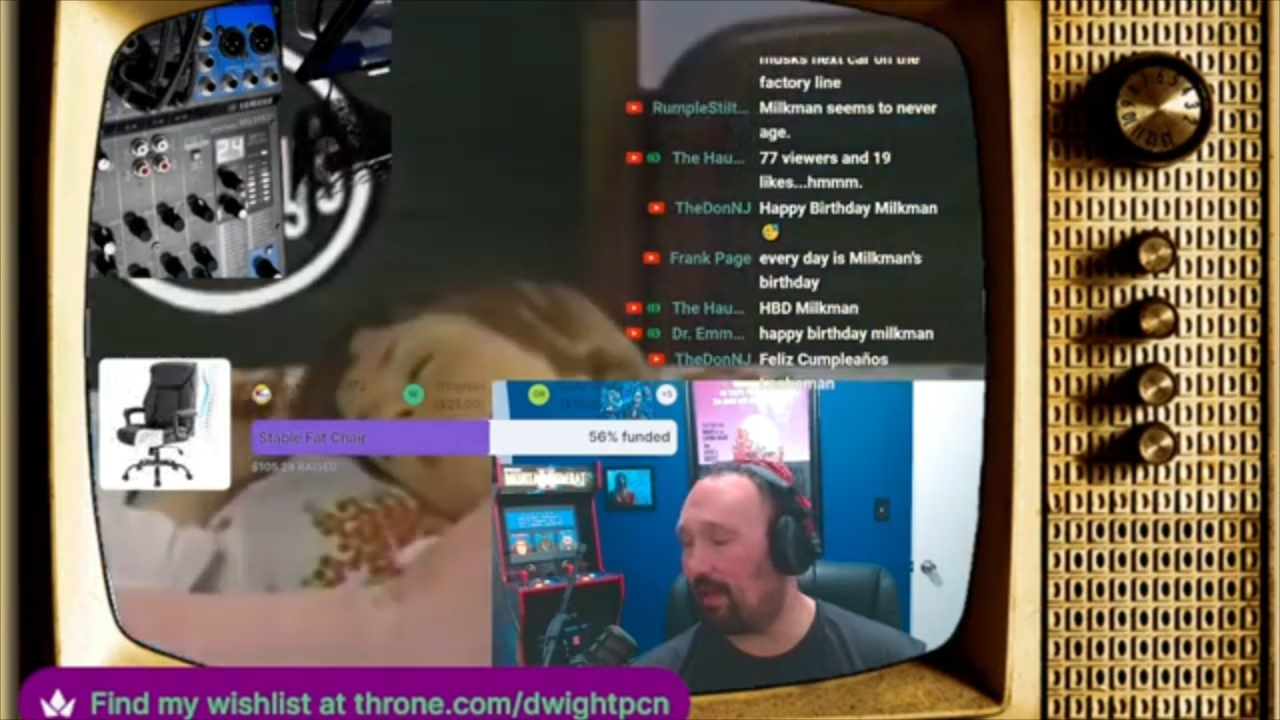 musks next car on the
factory line
RumpleStilt... Milkman seems to never
age.
The Hau... 77 viewers and 19
likes...hmmm.
TheDonNJ Happy Birthday Milkman
Frank Page every day is Milkman's
birthday
The Hau... HBD Milkman
Dr. Emm... happy birthday milkman
TheDonNJ Feliz Cumpleaños
YAMAHA
24
+5
Stable Fat Chair 56% funded
$105.29 RAISED
Find my wishlist at throne.com/dwightpcn